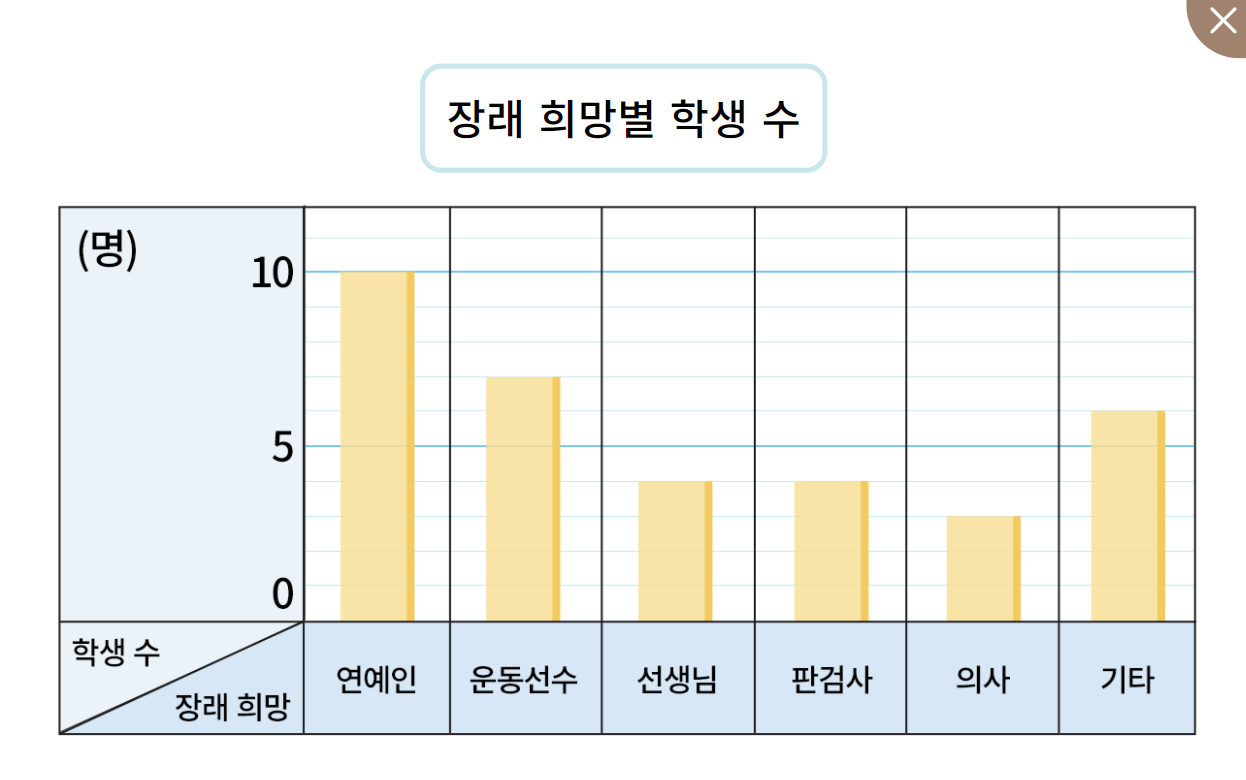 장래 희망별 학생 수
(명)
10
5
0
학생 수
장래 희망
연예인 운동선수 선생님 판검사 의사 기타